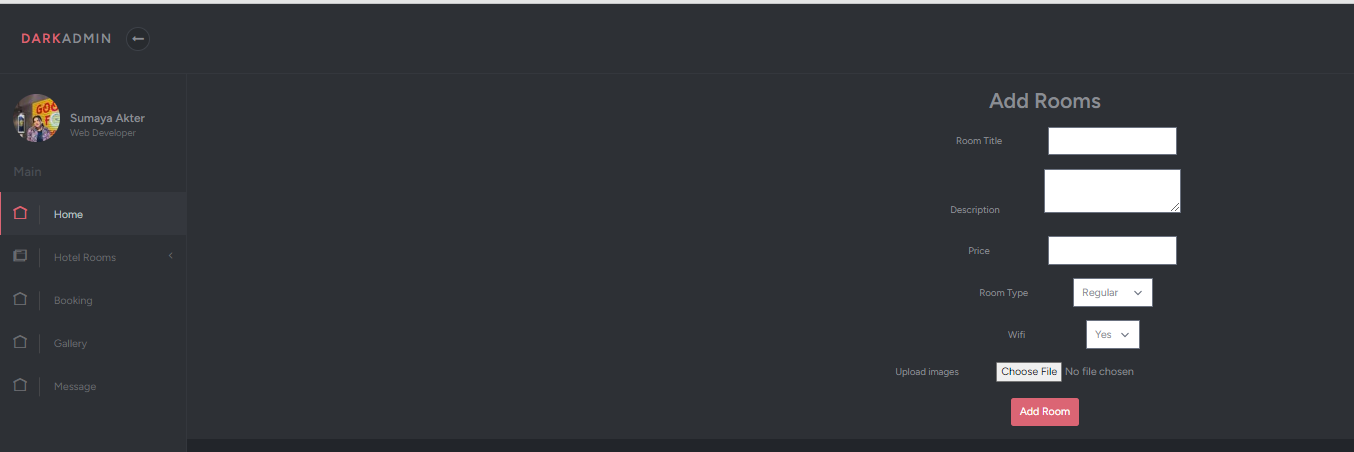 DARKADMIN
Sumaya Akter
Web Developer
Main
Home
Hotel Rooms
Booking
Gallery
Message
Add Rooms
Room Title
Description
Price
Room Type Regular
Wifi Yes
Upload images Choose File No file chosen
Add Room